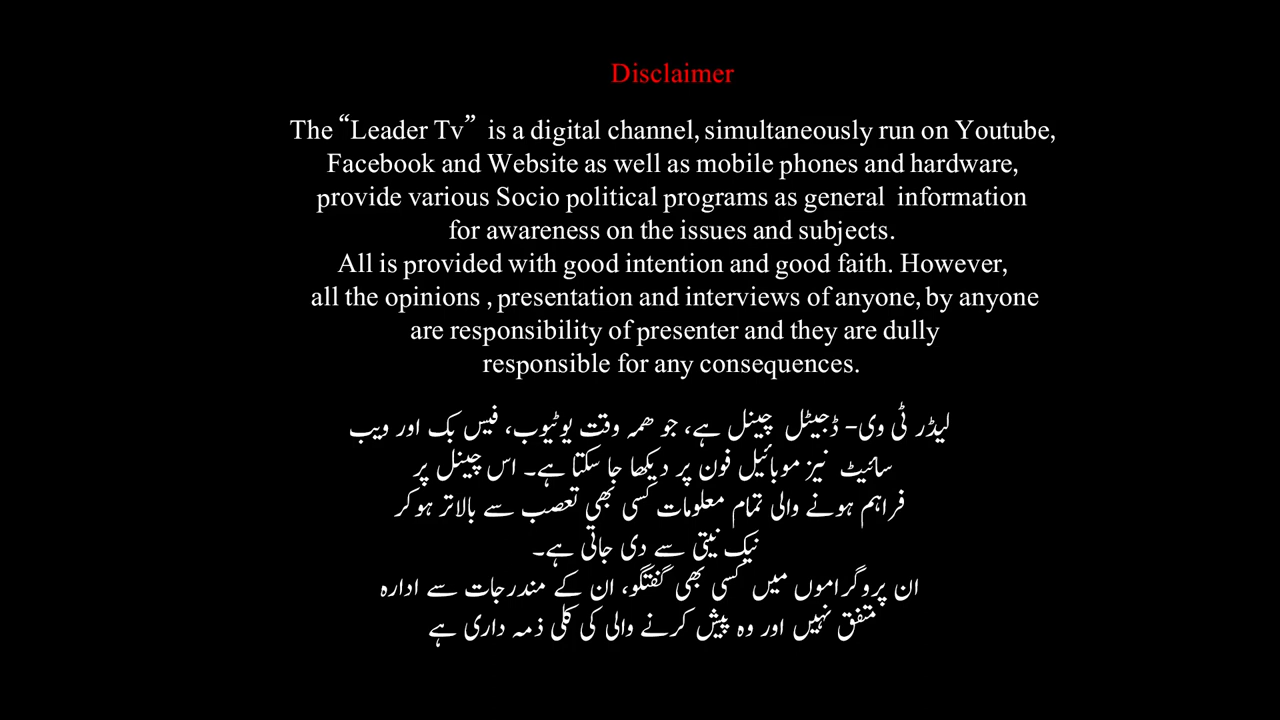 Disclaimer
The “Leader Tv” is a digital channel, simultaneously run on Youtube,
Facebook and Website as well as mobile phones and hardware,
provide various Socio political programs as general information
for awareness on the issues and subjects.
All is provided with good intention and good faith. However,
all the opinions , presentation and interviews of anyone, by anyone
are responsibility of presenter and they are dully
responsible for any consequences.
لیڈر ٹی وی- ڈجیٹل چینل ہے، جو ھمہ وقت یوٹیوب، فیس بک اور ویب
سائیٹ نیز موبائیل فون پر دیکھا جا سکتا ہے۔ اس چینل پر
فراہم ہونے والی تمام معلومات کسی بھی تعصب سے بالاتر ہوکر
نیک نیتی سے دی جاتی ہے۔
ان پروگراموں میں کسی بھی گفتگو، ان کے مندرجات سے ادارہ
متفق نہیں اور وہ پیش کرنے والی کی کلی ذمہ داری ہے